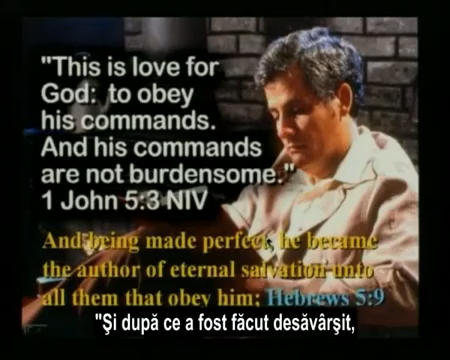 "This is love for
God: to obey
his commands.
And his commands
are not burdensome."
1 John 5:3 NIV
And being made perfect, he became
the author of eternal salvation unto
all them that obey him; Hebrews 5:9
"Şi după ce a fost făcut desăvârşit,